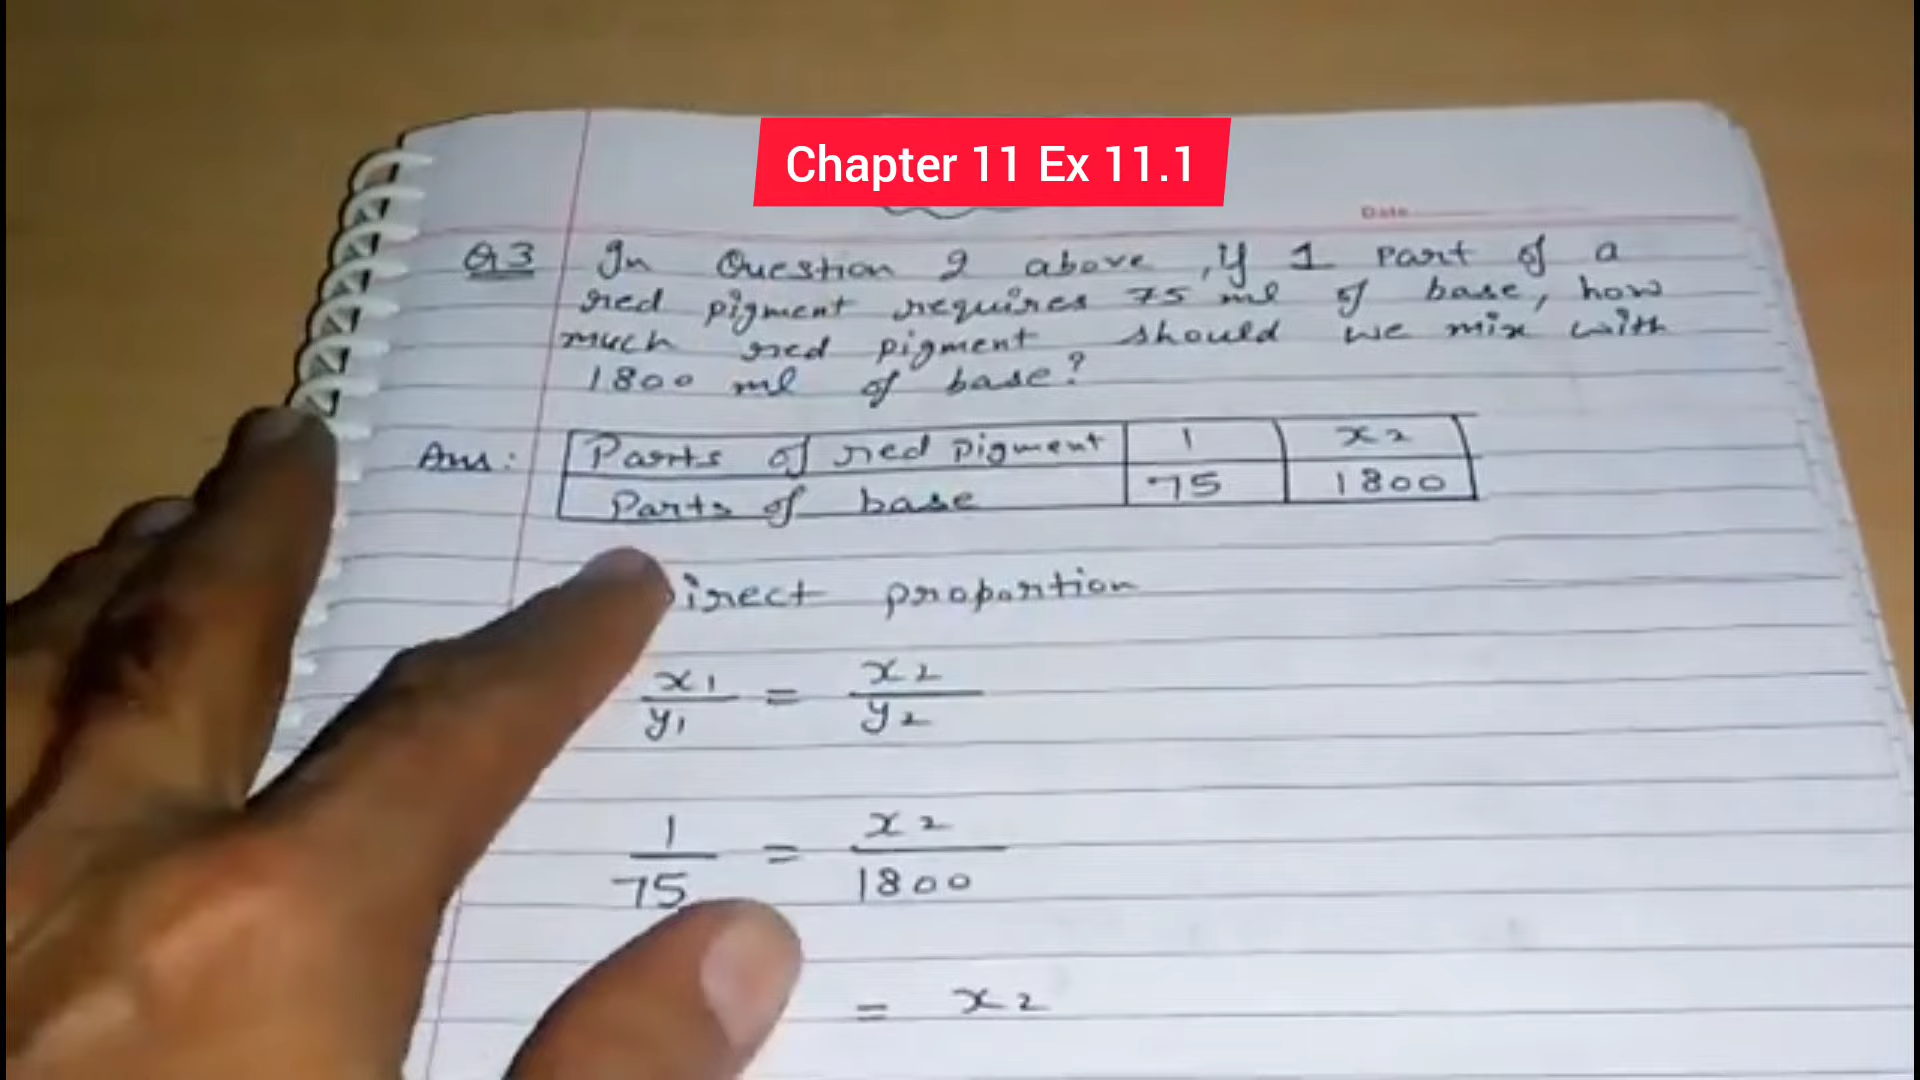 Chapter 11 Ex 11.1
Date
Q3 In Question 2 above, if 1 part of a
red pigment requires 75 ml of base, how
much red pigment should we mix with
1800 ml of base?
Ans: Parts of red pigment 1 x2
Parts of base 75 1800
irect proportion
x1 = x2
y1 y2
1 = x2
75 1800
= x2